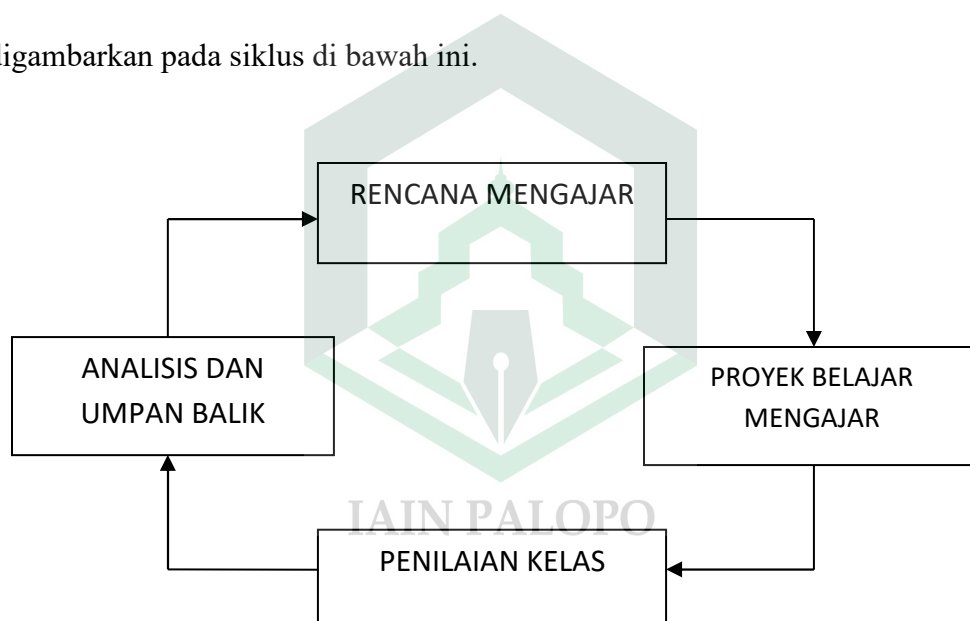 digambarkan pada siklus di bawah ini.
RENCANA MENGAJAR
ANALISIS DAN
UMPAN BALIK
PROYEK BELAJAR
MENGAJAR
IAIN PALOPO
PENILAIAN KELAS